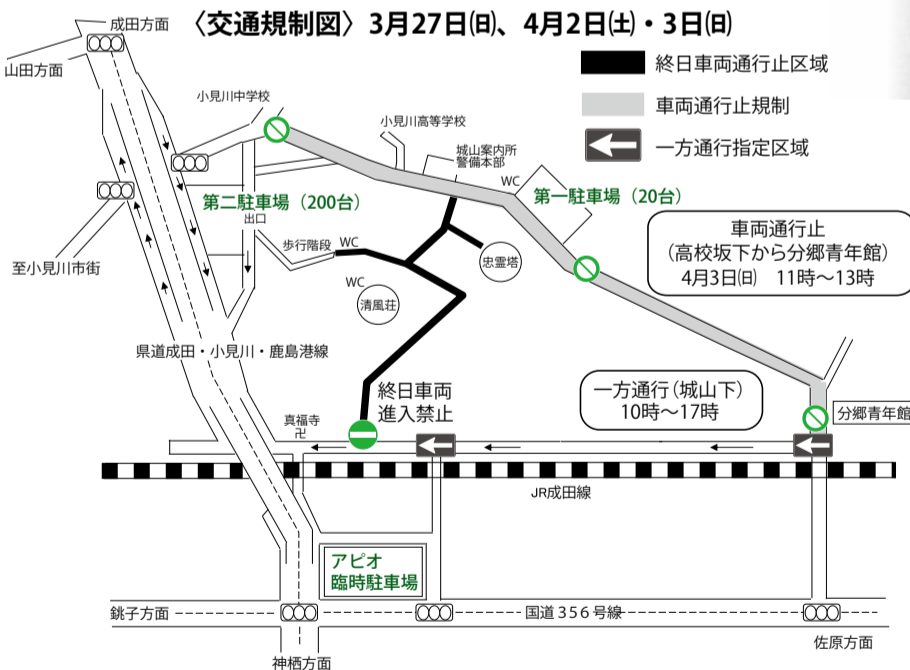 〈交通規制図〉3月27日㈰、4月2日㈯・3日㈰
終日車両通行止区域
車両通行止規制
一方通行指定区域
成田方面
山田方面
小見川中学校
小見川高等学校
城山案内所
警備本部
WC
第一駐車場（20台）
第二駐車場（200台）
出口
歩行階段
WC
忠霊塔
WC
清風荘
至小見川市街
車両通行止
(高校坂下から分郷青年館)
4月3日㈰　11時〜13時
県道成田・小見川・鹿島港線
終日車両
進入禁止
一方通行(城山下)
10時〜17時
分郷青年館
真福寺
卍
JR成田線
アピオ
臨時駐車場
銚子方面
国道356号線
佐原方面
神栖方面